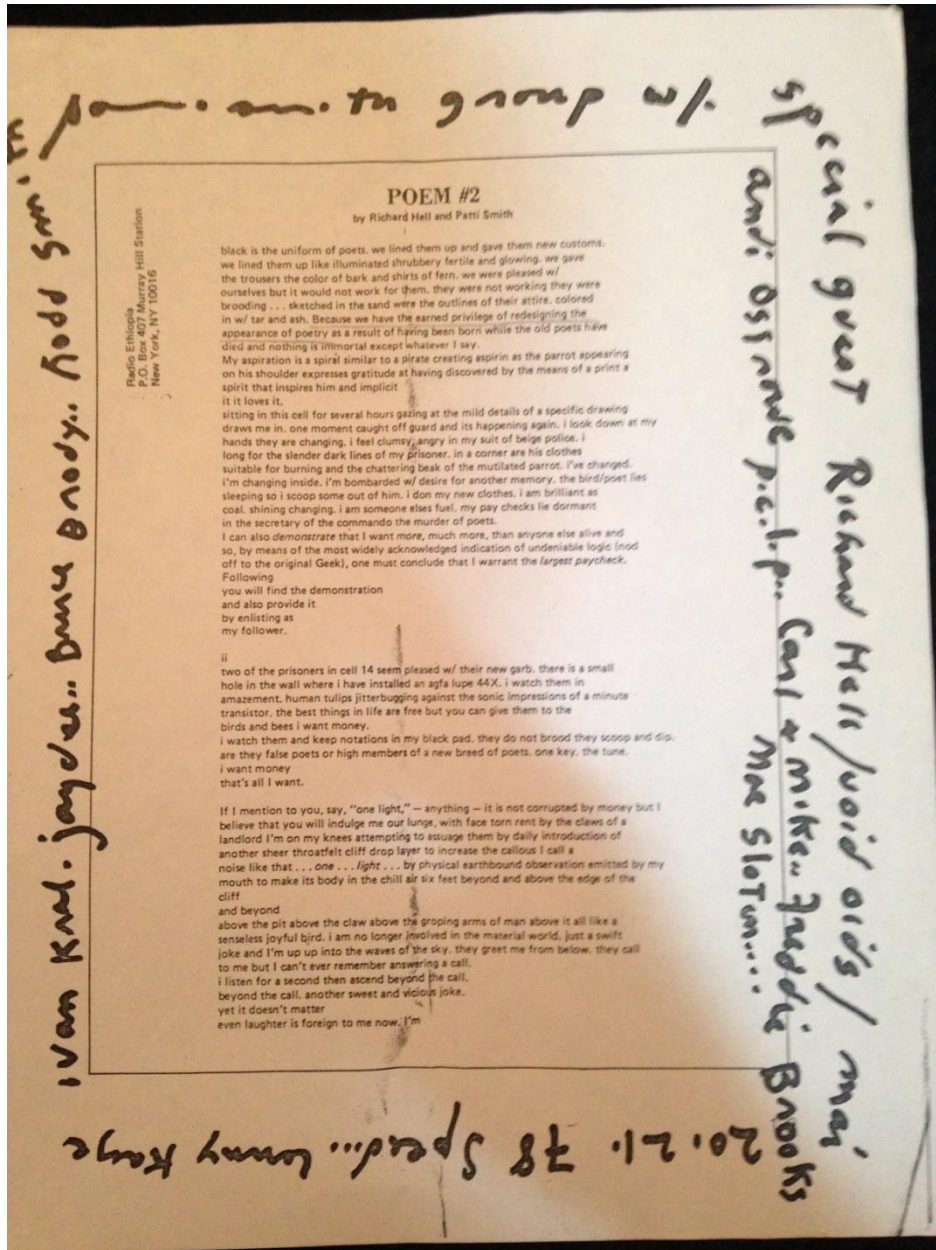 patti smith group w/.
special guest Richard Hell/void oid's/ may
20. 21. 78 Speed... Lenny Kaye
Ivan Kral. jay dee.. Bruce Brody.. Todd Smith
andi Ostrowe p.c.l.p.. Carl & mike.. Freddie Brooks
Moe Slotin....
Radio Ethiopia
P.O. Box 407 Murray Hill Station
New York, NY 10016
POEM #2
by Richard Hell and Patti Smith
black is the uniform of poets. we lined them up and gave them new customs.
we lined them up like illuminated shrubbery fertile and glowing. we gave
the trousers the color of bark and shirts of fern. we were pleased w/
ourselves but it would not work for them. they were not working they were
brooding . . . sketched in the sand were the outlines of their attire. colored
in w/ tar and ash. Because we have the earned privilege of redesigning the
appearance of poetry as a result of having been born while the old poets have
died and nothing is immortal except whatever I say.
My aspiration is a spiral similar to a pirate creating aspirin as the parrot appearing
on his shoulder expresses gratitude at having discovered by the means of a print a
spirit that inspires him and implicit
it it loves it.
sitting in this cell for several hours gazing at the mild details of a specific drawing
draws me in. one moment caught off guard and its happening again. i look down at my
hands they are changing. i feel clumsy, angry in my suit of beige police. i
long for the slender dark lines of my prisoner. in a corner are his clothes
suitable for burning and the chattering beak of the mutilated parrot. i've changed.
i'm changing inside. i'm bombarded w/ desire for another memory. the bird/poet lies
sleeping so i scoop some out of him. i don my new clothes. i am brilliant as
coal. shining changing. i am someone elses fuel. my pay checks lie dormant
in the secretary of the commando the murder of poets.
I can also demonstrate that I want more, much more, than anyone else alive and
so, by means of the most widely acknowledged indication of undeniable logic (nod
off to the original Geek), one must conclude that I warrant the largest paycheck.
Following
you will find the demonstration
and also provide it
by enlisting as
my follower.
ii
two of the prisoners in cell 14 seem pleased w/ their new garb. there is a small
hole in the wall where i have installed an agfa lupe 44X. i watch them in
amazement. human tulips jitterbugging against the sonic impressions of a minute
transistor. the best things in life are free but you can give them to the
birds and bees i want money.
i watch them and keep notations in my black pad. they do not brood they scoop and dip.
are they false poets or high members of a new breed of poets. one key. the tune.
i want money
that's all I want.
If I mention to you, say, "one light," — anything — it is not corrupted by money but I
believe that you will indulge me our lunge, with face torn rent by the claws of a
landlord I'm on my knees attempting to assuage them by daily introduction of
another sheer throatfelt cliff drop layer to increase the callous I call a
noise like that . . . one . . . light . . . by physical earthbound observation emitted by my
mouth to make its body in the chill air six feet beyond and above the edge of the
cliff
and beyond
above the pit above the claw above the groping arms of man above it all like a
senseless joyful bird. i am no longer involved in the material world. just a swift
joke and I'm up up into the waves of the sky. they greet me from below. they call
to me but I can't ever remember answering a call.
i listen for a second then ascend beyond the call.
beyond the call. another sweet and vicious joke.
yet it doesn't matter
even laughter is foreign to me now. I'm